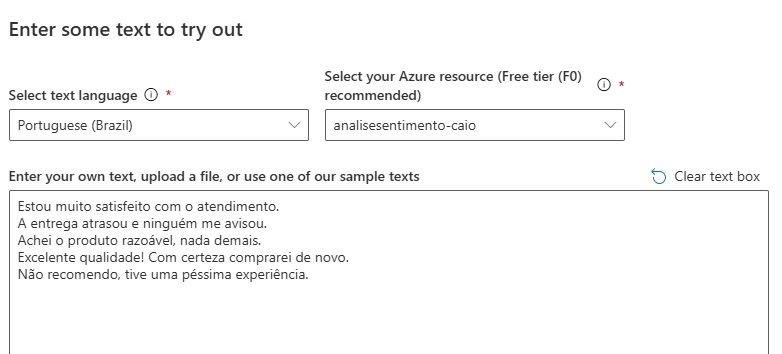 Enter some text to try out
Select text language *
Select your Azure resource (Free tier (F0)
recommended) *
Portuguese (Brazil)
analisesentimento-caio
Enter your own text, upload a file, or use one of our sample texts
Clear text box
Estou muito satisfeito com o atendimento.
A entrega atrasou e ninguém me avisou.
Achei o produto razoável, nada demais.
Excelente qualidade! Com certeza comprarei de novo.
Não recomendo, tive uma péssima experiência.